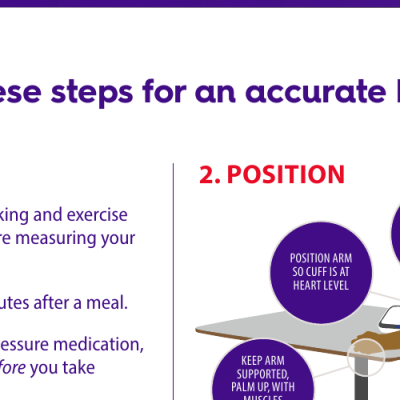 ese steps for an accurate
king and exercise
re measuring your
utes after a meal.
essure medication,
fore you take
2. POSITION
POSITION ARM
SO CUFF IS AT
HEART LEVEL
KEEP ARM
SUPPORTED,
PALM UP, WITH
MUSCLES